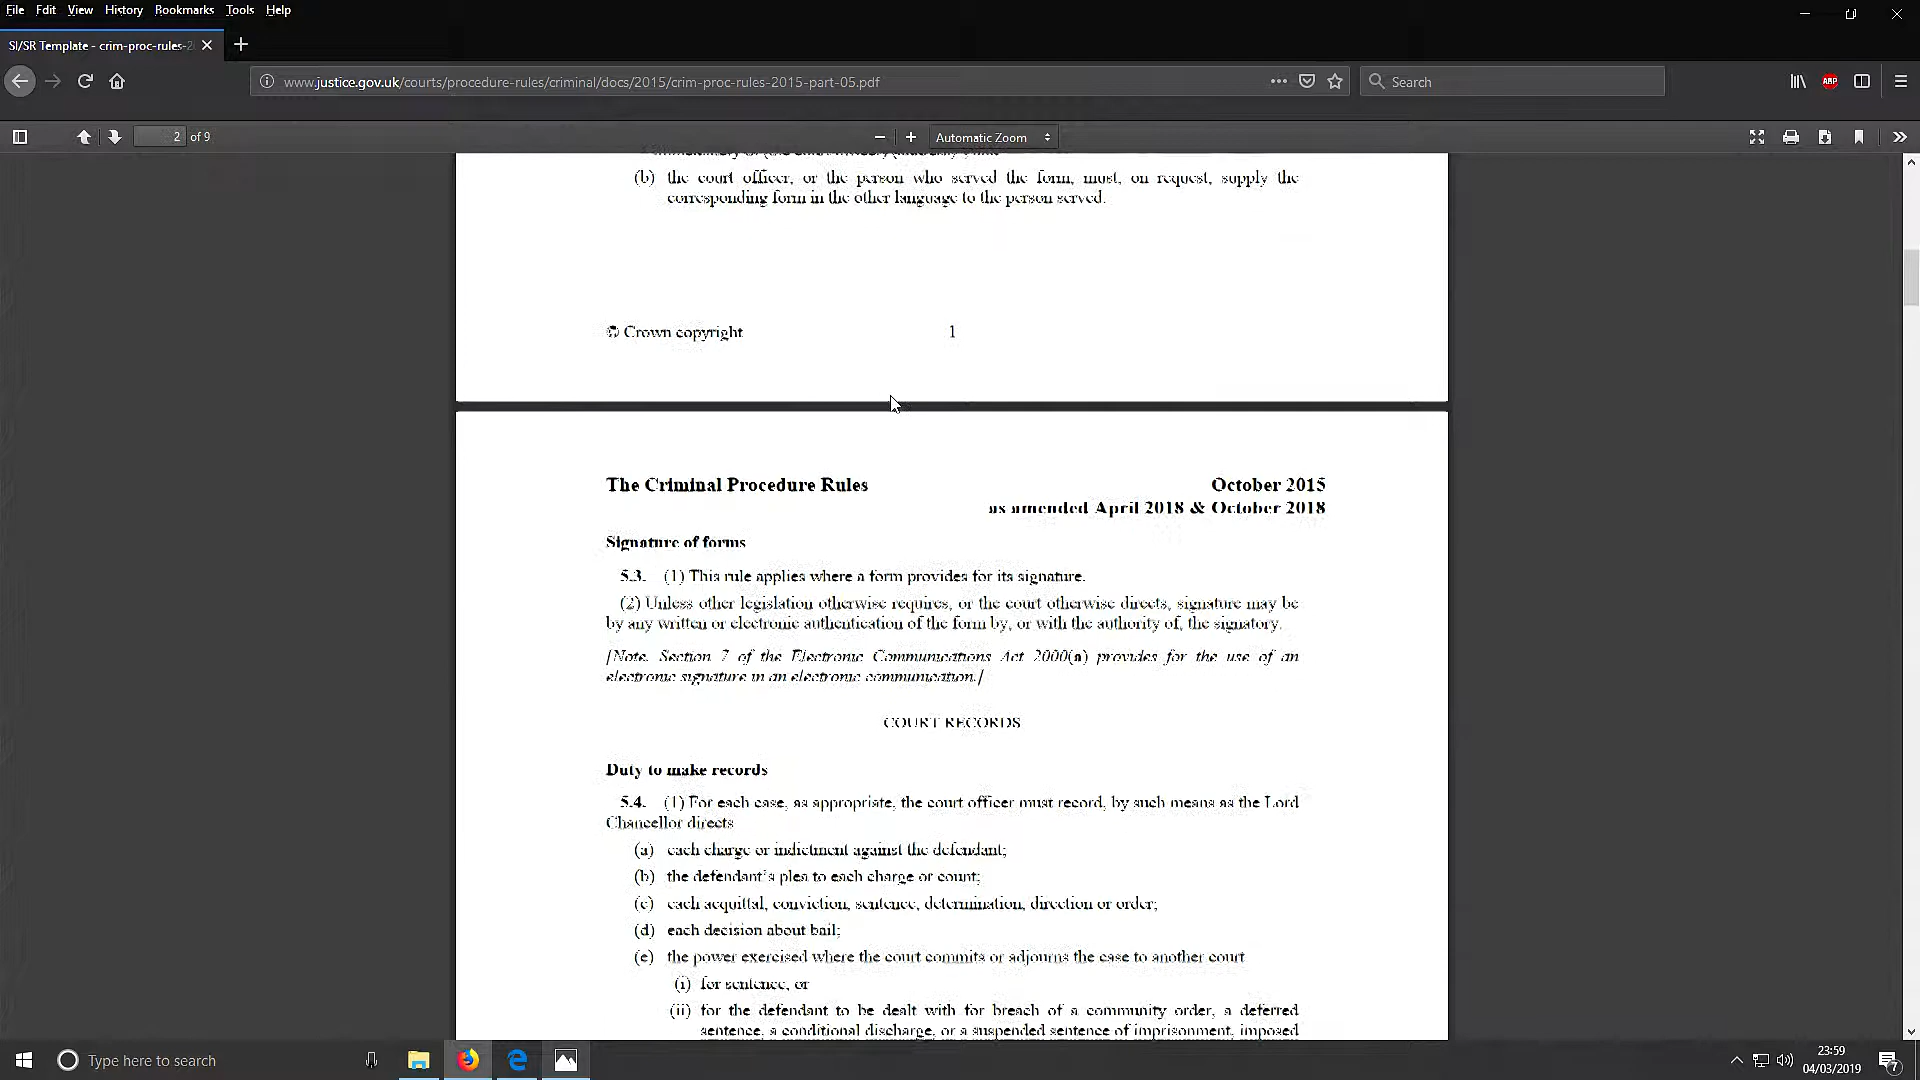 File Edit View History Bookmarks Tools Help
SI/SR Template - crim-proc-rules-2
www.justice.gov.uk/courts/procedure-rules/criminal/docs/2015/crim-proc-rules-2015-part-05.pdf
Search
ABP
2 of 9
Automatic Zoom
(b) the court officer, or the person who served the form, must, on request, supply the
corresponding form in the other language to the person served.
© Crown copyright 1
The Criminal Procedure Rules October 2015
as amended April 2018 & October 2018
Signature of forms
5.3. (1) This rule applies where a form provides for its signature.
(2) Unless other legislation otherwise requires, or the court otherwise directs, signature may be
by any written or electronic authentication of the form by, or with the authority of, the signatory.
[Note. Section 7 of the Electronic Communications Act 2000(a) provides for the use of an
electronic signature in an electronic communication.]
COURT RECORDS
Duty to make records
5.4. (1) For each case, as appropriate, the court officer must record, by such means as the Lord
Chancellor directs
(a) each charge or indictment against the defendant;
(b) the defendant's plea to each charge or count;
(c) each acquittal, conviction, sentence, determination, direction or order;
(d) each decision about bail;
(e) the power exercised where the court commits or adjourns the case to another court
(i) for sentence, or
(ii) for the defendant to be dealt with for breach of a community order, a deferred
sentence, a conditional discharge, or a suspended sentence of imprisonment, imposed
Type here to search
23:59
04/03/2019
7